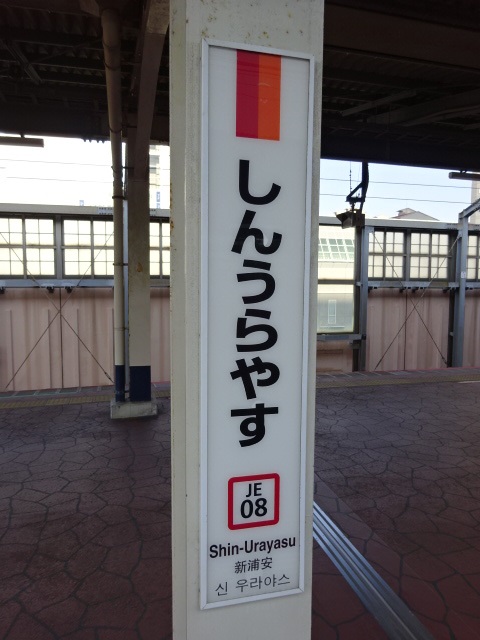 しんうらやす
JE
08
Shin-Urayasu
新浦安
신 우라야스